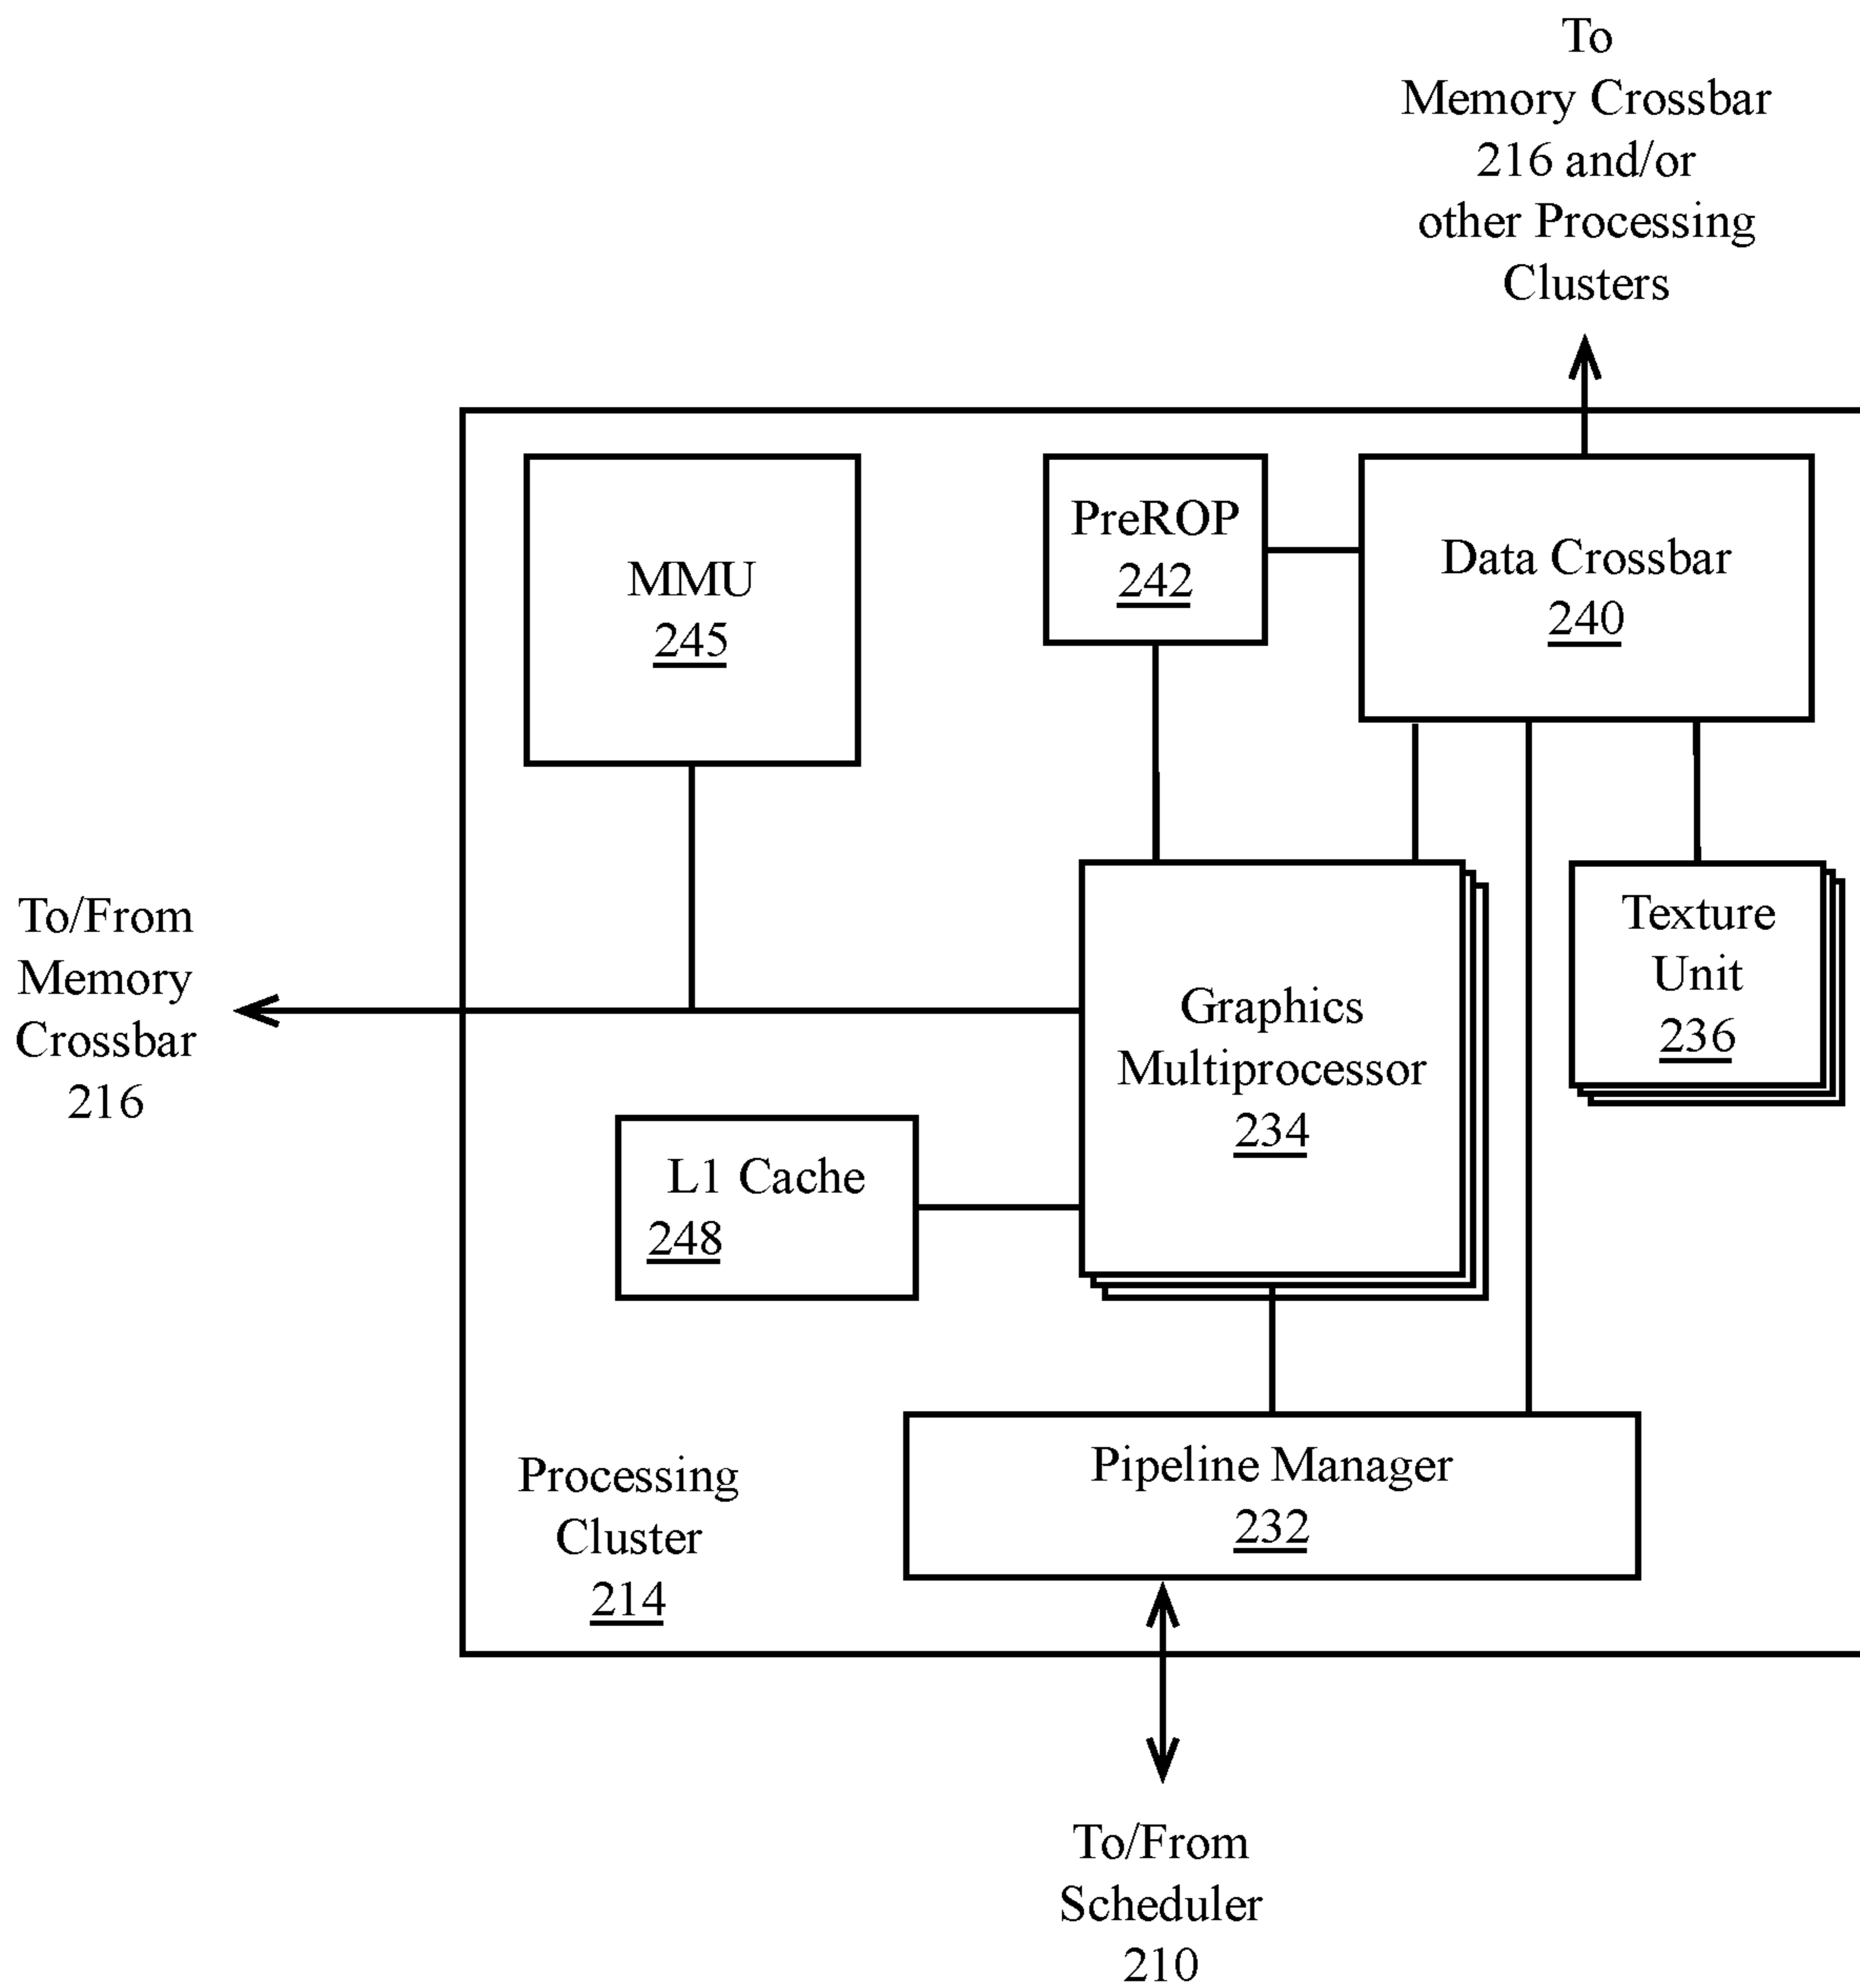 To
Memory Crossbar
216 and/or
other Processing
Clusters
MMU
245
PreROP
242
Data Crossbar
240
To/From
Memory
Crossbar
216
Graphics
Multiprocessor
234
Texture
Unit
236
L1 Cache
248
Pipeline Manager
232
Processing
Cluster
214
To/From
Scheduler
210